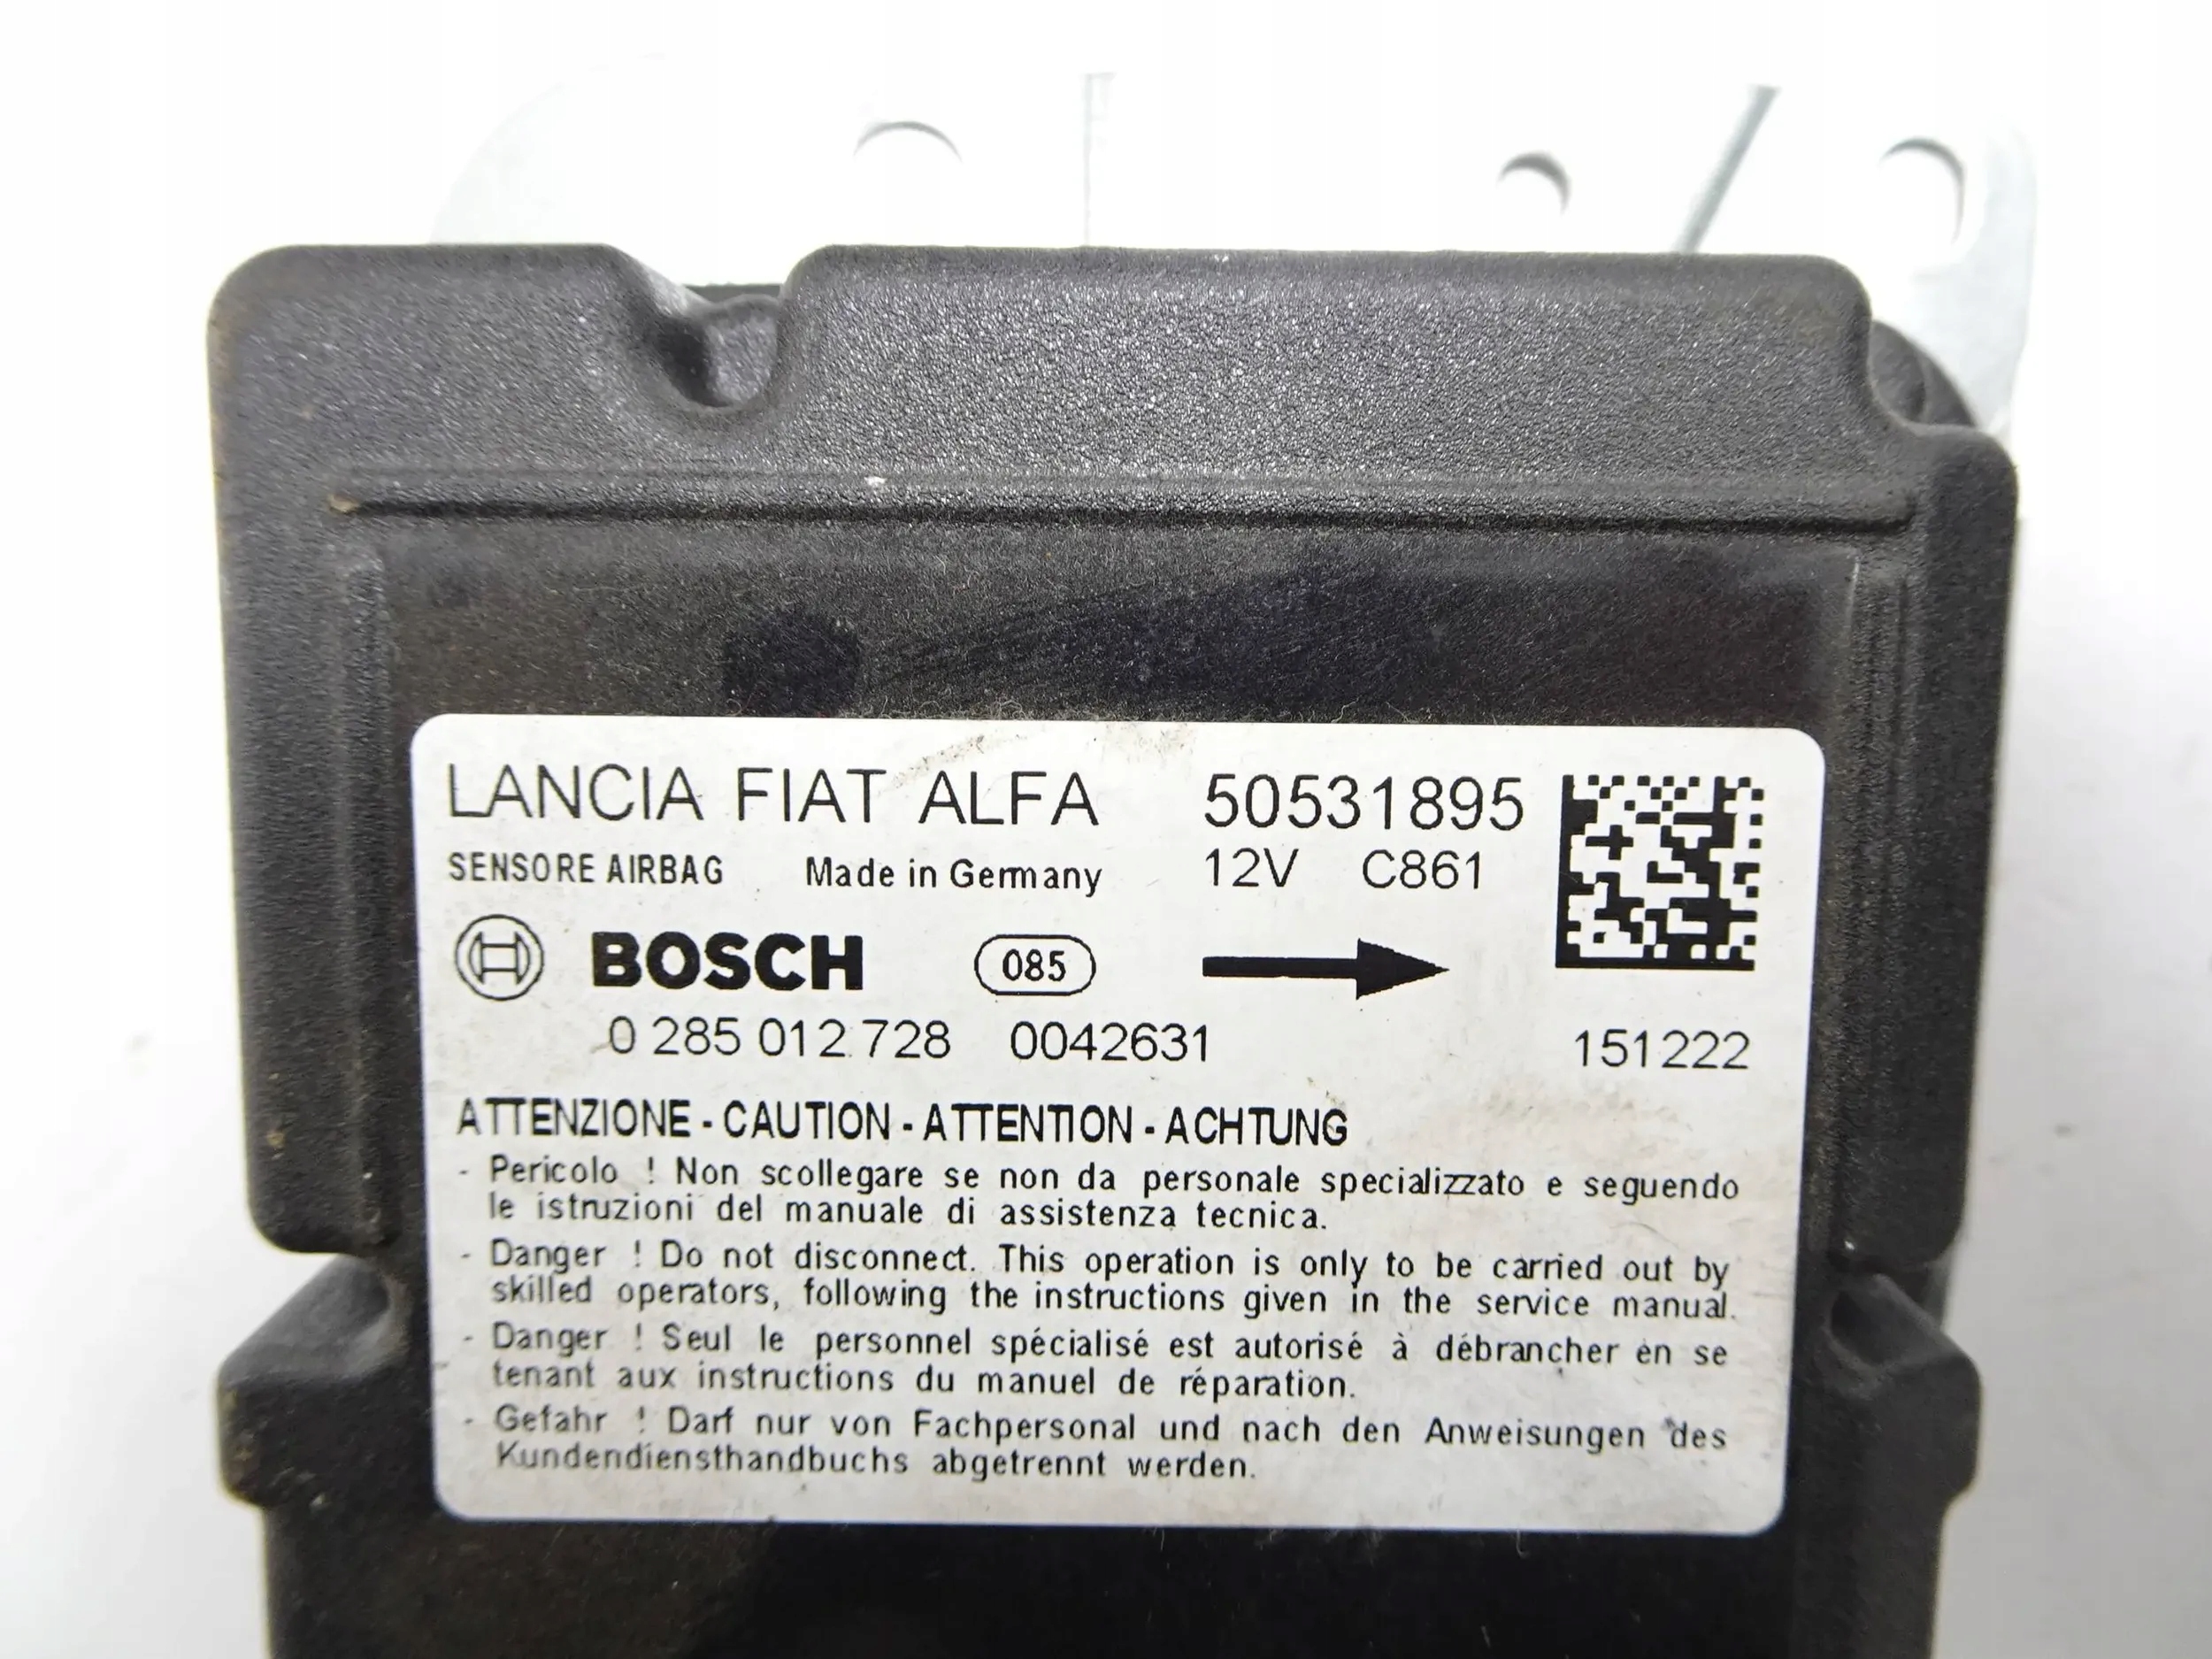 LANCIA FIAT ALFA 50531895
SENSORE AIRBAG Made in Germany 12V C861
BOSCH 085
0 285 012 728 0042631 151222
ATTENZIONE - CAUTION - ATTENTION - ACHTUNG
- Pericolo ! Non scollegare se non da personale specializzato e seguendo
le istruzioni del manuale di assistenza tecnica.
- Danger ! Do not disconnect. This operation is only to be carried out by
skilled operators, following the instructions given in the service manual.
- Danger ! Seul le personnel spécialisé est autorisé à débrancher en se
tenant aux instructions du manuel de réparation.
- Gefahr ! Darf nur von Fachpersonal und nach den Anweisungen des
Kundendiensthandbuchs abgetrennt werden.